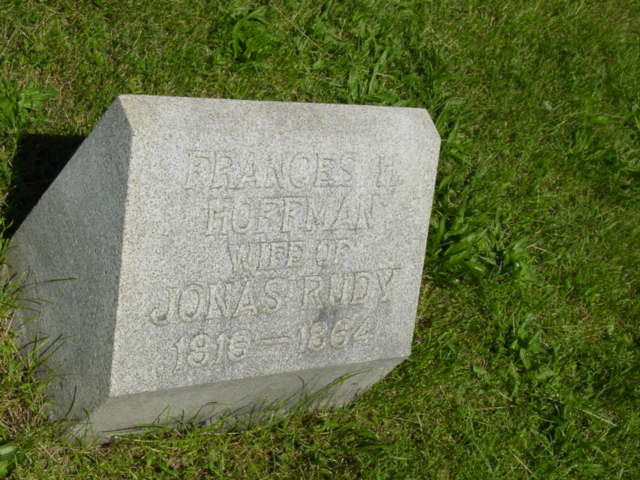 FRANCES H
HOFFMAN
WIFE OF
JONAS RUDY
1816 — 1864